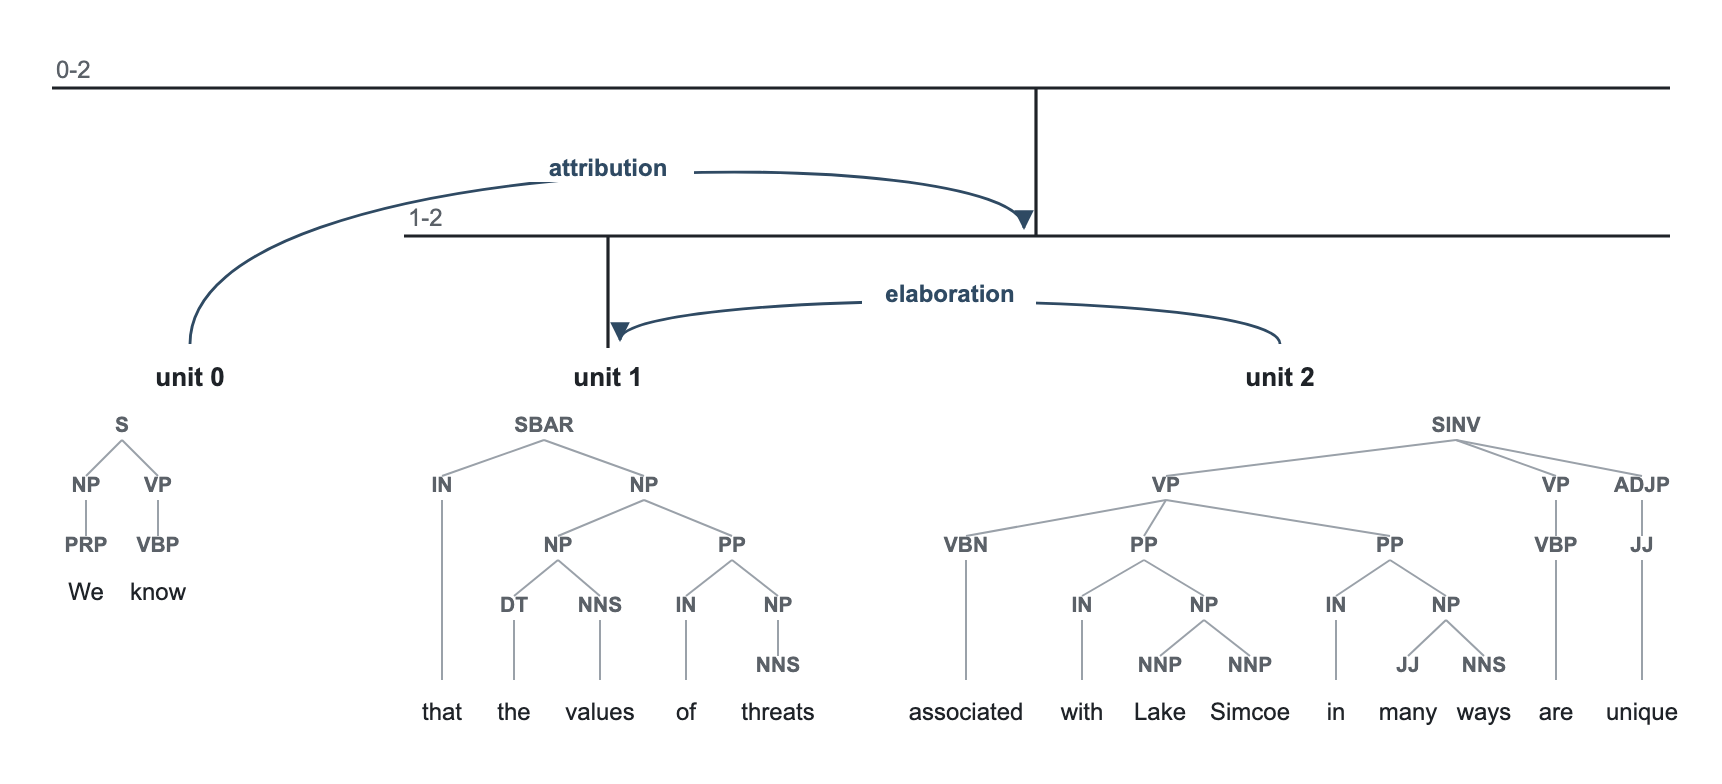 0-2
attribution
1-2
elaboration
unit 0 unit 1 unit 2
S SBAR SINV
NP VP IN NP VP VP ADJP
PRP VBP NP PP VBN PP PP VBP JJ
We know DT NNS IN NP IN NP IN NP
NNS NNP NNP JJ NNS
that the values of threats associated with Lake Simcoe in many ways are unique